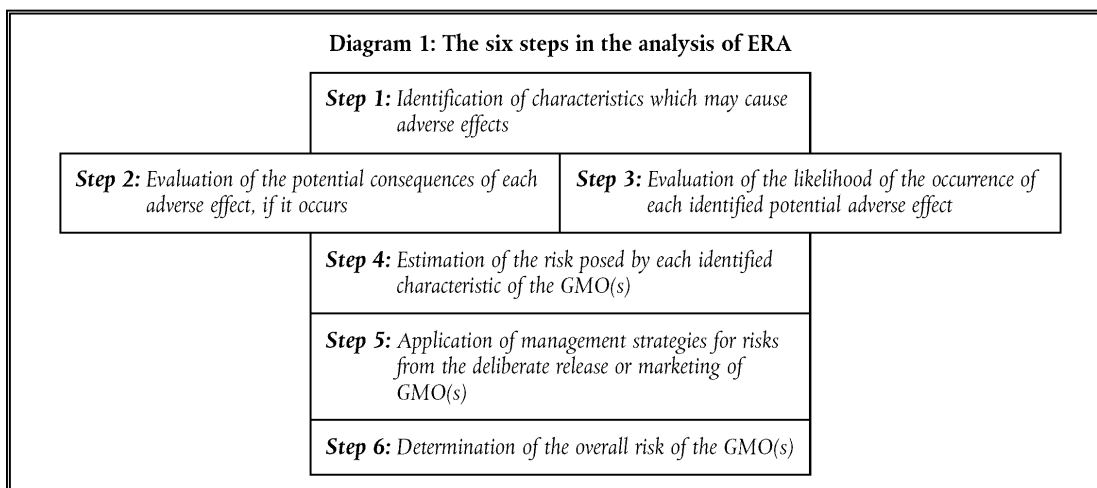 Diagram 1: The six steps in the analysis of ERA
Step 1: Identification of characteristics which may cause
adverse effects
Step 2: Evaluation of the potential consequences of each
adverse effect, if it occurs
Step 3: Evaluation of the likelihood of the occurrence of
each identified potential adverse effect
Step 4: Estimation of the risk posed by each identified
characteristic of the GMO(s)
Step 5: Application of management strategies for risks
from the deliberate release or marketing of
GMO(s)
Step 6: Determination of the overall risk of the GMO(s)